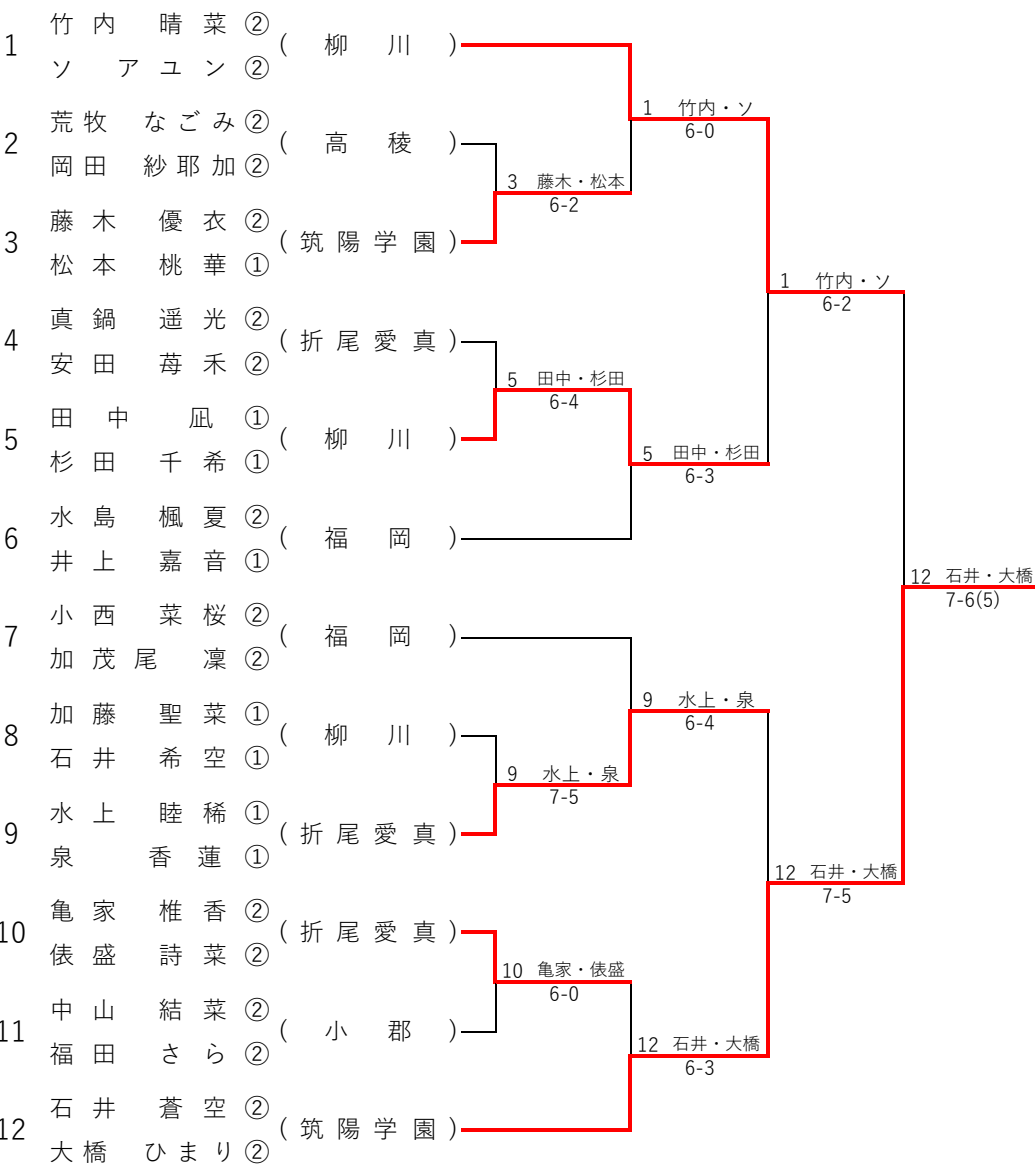 1 竹内 晴菜② (柳川)
ソ アユン②
2 荒牧 なごみ② (高稜)
岡田 紗耶加②
3 藤木 優衣② (筑陽学園)
松本 桃華①
4 真鍋 遥光② (折尾愛真)
安田 苺禾②
5 田中 凪① (柳川)
杉田 千希①
6 水島 楓夏② (福岡)
井上 嘉音①
7 小西 菜桜② (福岡)
加茂尾 凜②
8 加藤 聖菜① (柳川)
石井 希空①
9 水上 睦稀① (折尾愛真)
泉 香蓮①
10 亀家 椎香② (折尾愛真)
俵盛 詩菜②
11 中山 結菜② (小郡)
福田 さら②
12 石井 蒼空② (筑陽学園)
大橋 ひまり②
3 藤木・松本
6-2
5 田中・杉田
6-4
9 水上・泉
7-5
10 亀家・俵盛
6-0
1 竹内・ソ
6-0
5 田中・杉田
6-3
9 水上・泉
6-4
12 石井・大橋
6-3
1 竹内・ソ
6-2
12 石井・大橋
7-5
12 石井・大橋
7-6(5)